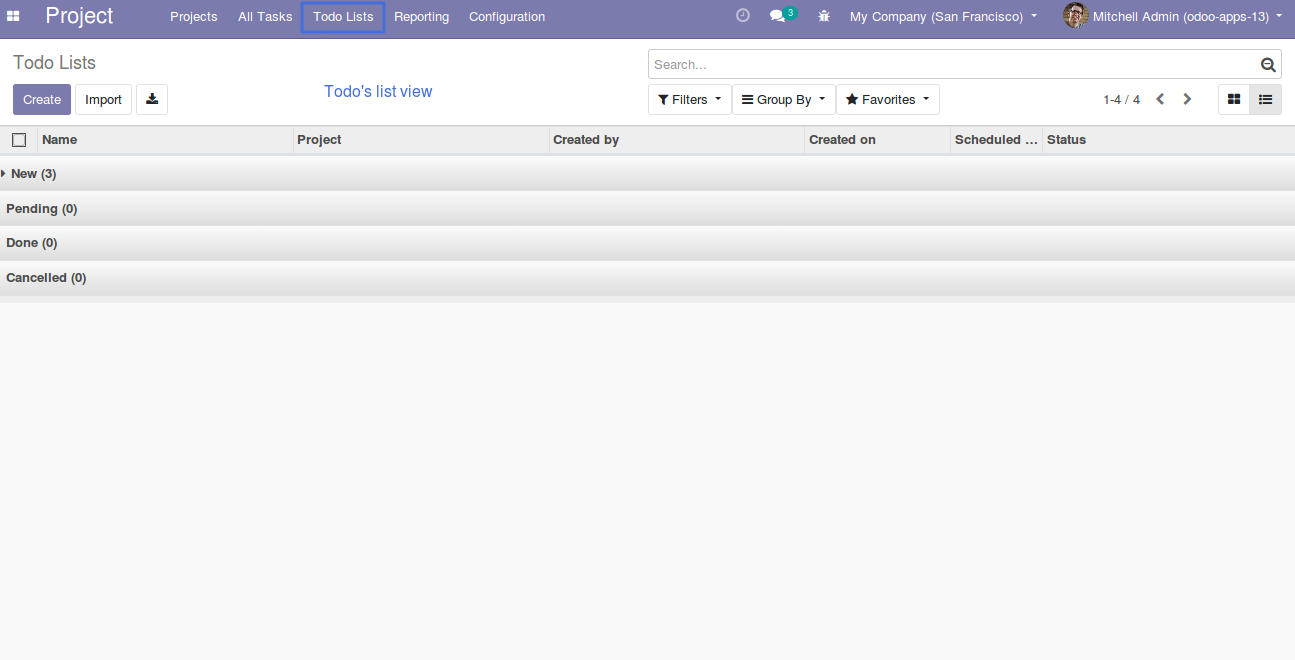 Project Projects All Tasks Todo Lists Reporting Configuration 3 My Company (San Francisco) Mitchell Admin (odoo-apps-13)
Todo Lists Search...
Create Import Todo's list view Filters Group By Favorites 1-4 / 4
Name Project Created by Created on Scheduled ... Status
New (3)
Pending (0)
Done (0)
Cancelled (0)